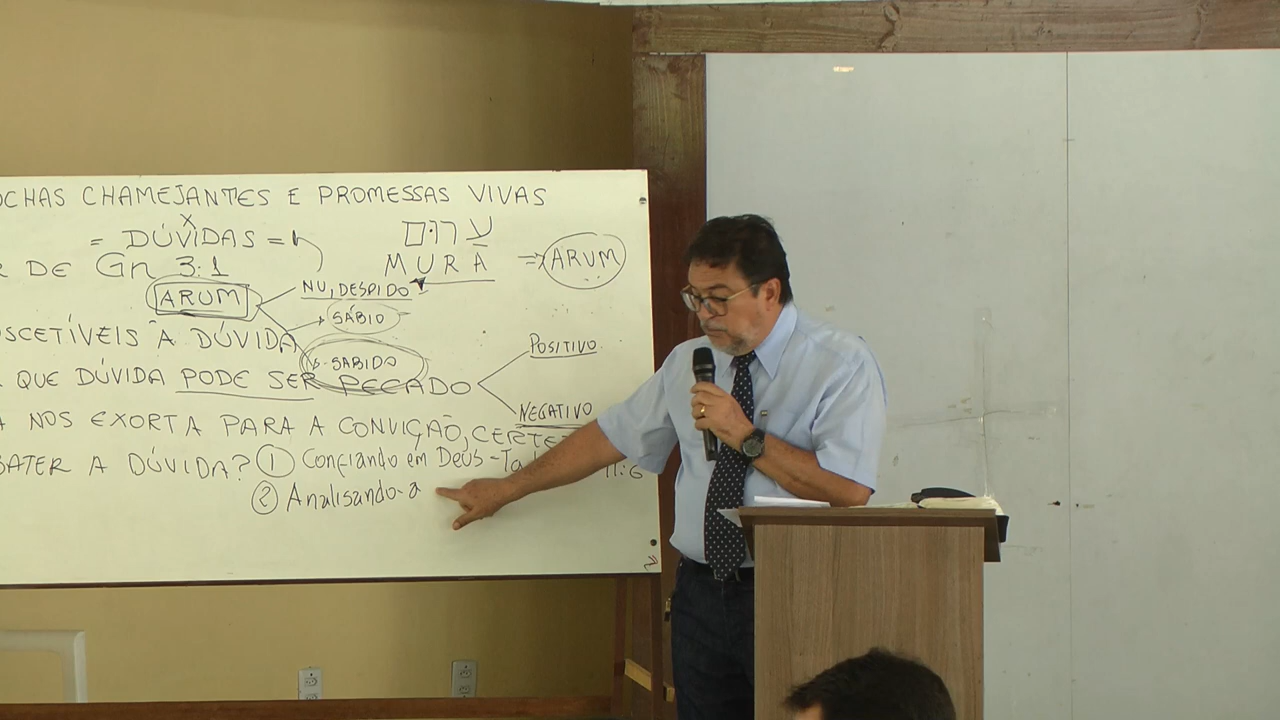 OCHAS CHAMEJANTES E PROMESSAS VIVAS
X
= DÚVIDAS =
R DE Gn 3:1
MURA => ARUM
ARUM
NU, DESPIDO
SÁBIO
SABIDO
SCETÍVEIS À DÚVIDA
POSITIVO
QUE DÚVIDA PODE SER PECADO
NEGATIVO
A NOS EXORTA PARA A CONVIÇÃO, CERTE
BATER A DÚVIDA? 1 Confiando em Deus - 11:6
2 Analisando-a